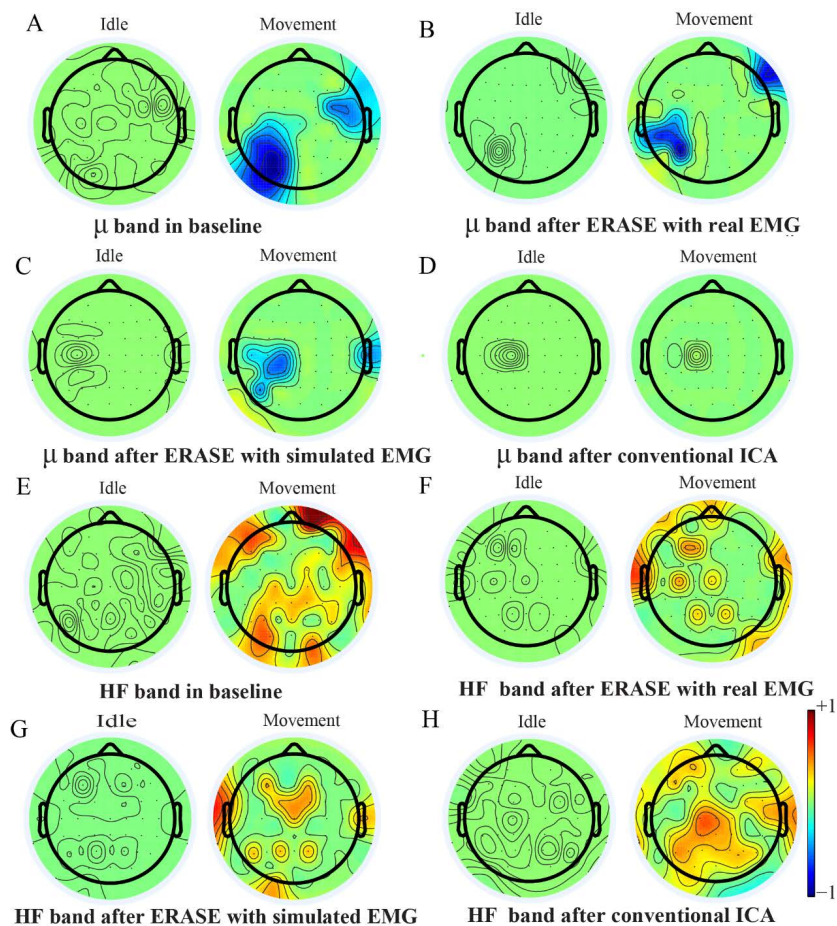 A
Idle
Movement
μ band in baseline
B
Idle
Movement
μ band after ERASE with real EMG
C
Idle
Movement
μ band after ERASE with simulated EMG
D
Idle
Movement
μ band after conventional ICA
E
Idle
Movement
HF band in baseline
F
Idle
Movement
HF band after ERASE with real EMG
G
Idle
Movement
HF band after ERASE with simulated EMG
H
Idle
Movement
HF band after conventional ICA
+1
−1